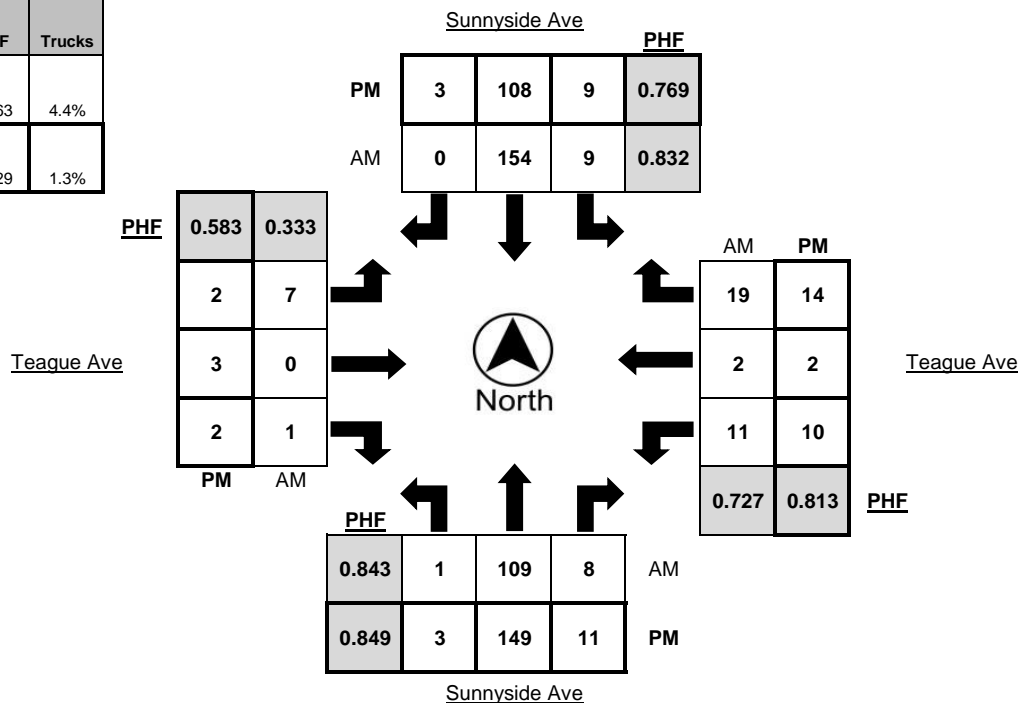 Sunnyside Ave
PHF
Trucks
PM 3 108 9 0.769
4.4%
AM 0 154 9 0.832
1.3%
PHF 0.583 0.333
AM PM
2 7
19 14
Teague Ave 3 0
North
2 2 Teague Ave
2 1
11 10
PM AM
0.727 0.813 PHF
PHF
0.843 1 109 8 AM
0.849 3 149 11 PM
Sunnyside Ave